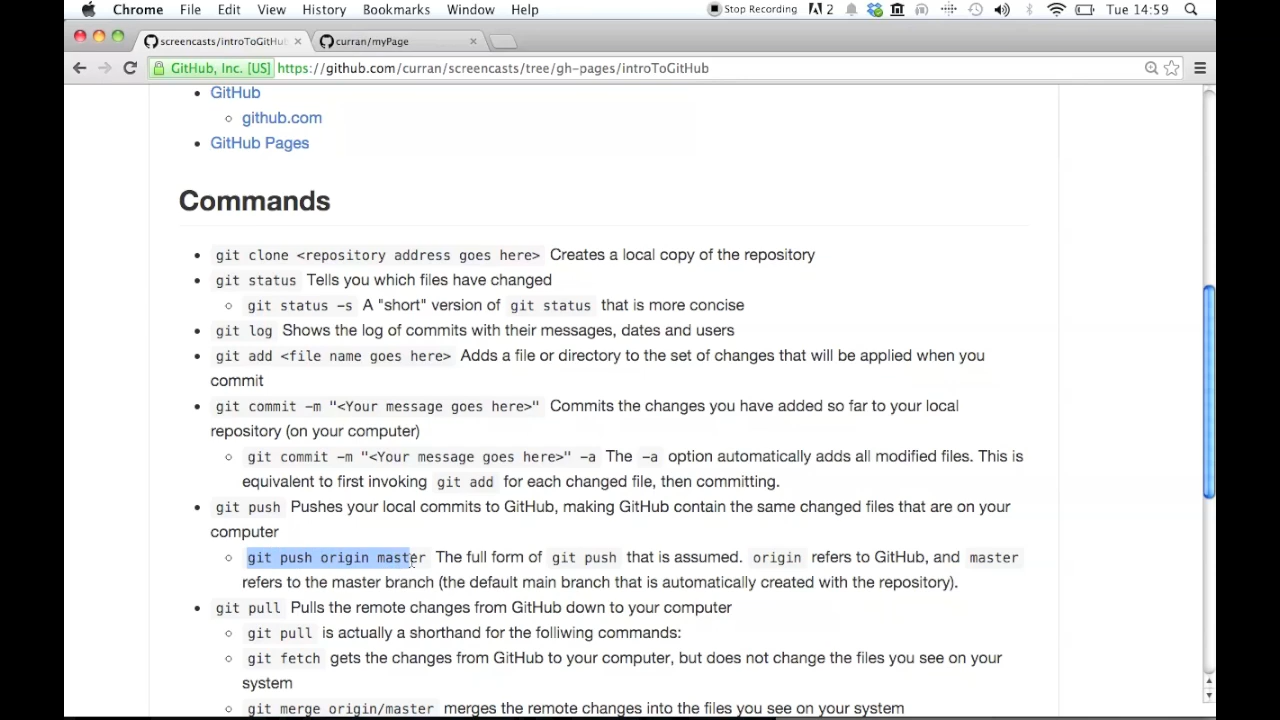 Chrome File Edit View History Bookmarks Window Help Stop Recording 2 Tue 14:59
screencasts/introToGitHub curran/myPage
GitHub, Inc. [US] https://github.com/curran/screencasts/tree/gh-pages/introToGitHub
GitHub
github.com
GitHub Pages
Commands
git clone <repository address goes here> Creates a local copy of the repository
git status Tells you which files have changed
git status -s A "short" version of git status that is more concise
git log Shows the log of commits with their messages, dates and users
git add <file name goes here> Adds a file or directory to the set of changes that will be applied when you
commit
git commit -m "<Your message goes here>" Commits the changes you have added so far to your local
repository (on your computer)
git commit -m "<Your message goes here>" -a The -a option automatically adds all modified files. This is
equivalent to first invoking git add for each changed file, then committing.
git push Pushes your local commits to GitHub, making GitHub contain the same changed files that are on your
computer
git push origin master The full form of git push that is assumed. origin refers to GitHub, and master
refers to the master branch (the default main branch that is automatically created with the repository).
git pull Pulls the remote changes from GitHub down to your computer
git pull is actually a shorthand for the folliwing commands:
git fetch gets the changes from GitHub to your computer, but does not change the files you see on your
system
git merge origin/master merges the remote changes into the files you see on your system